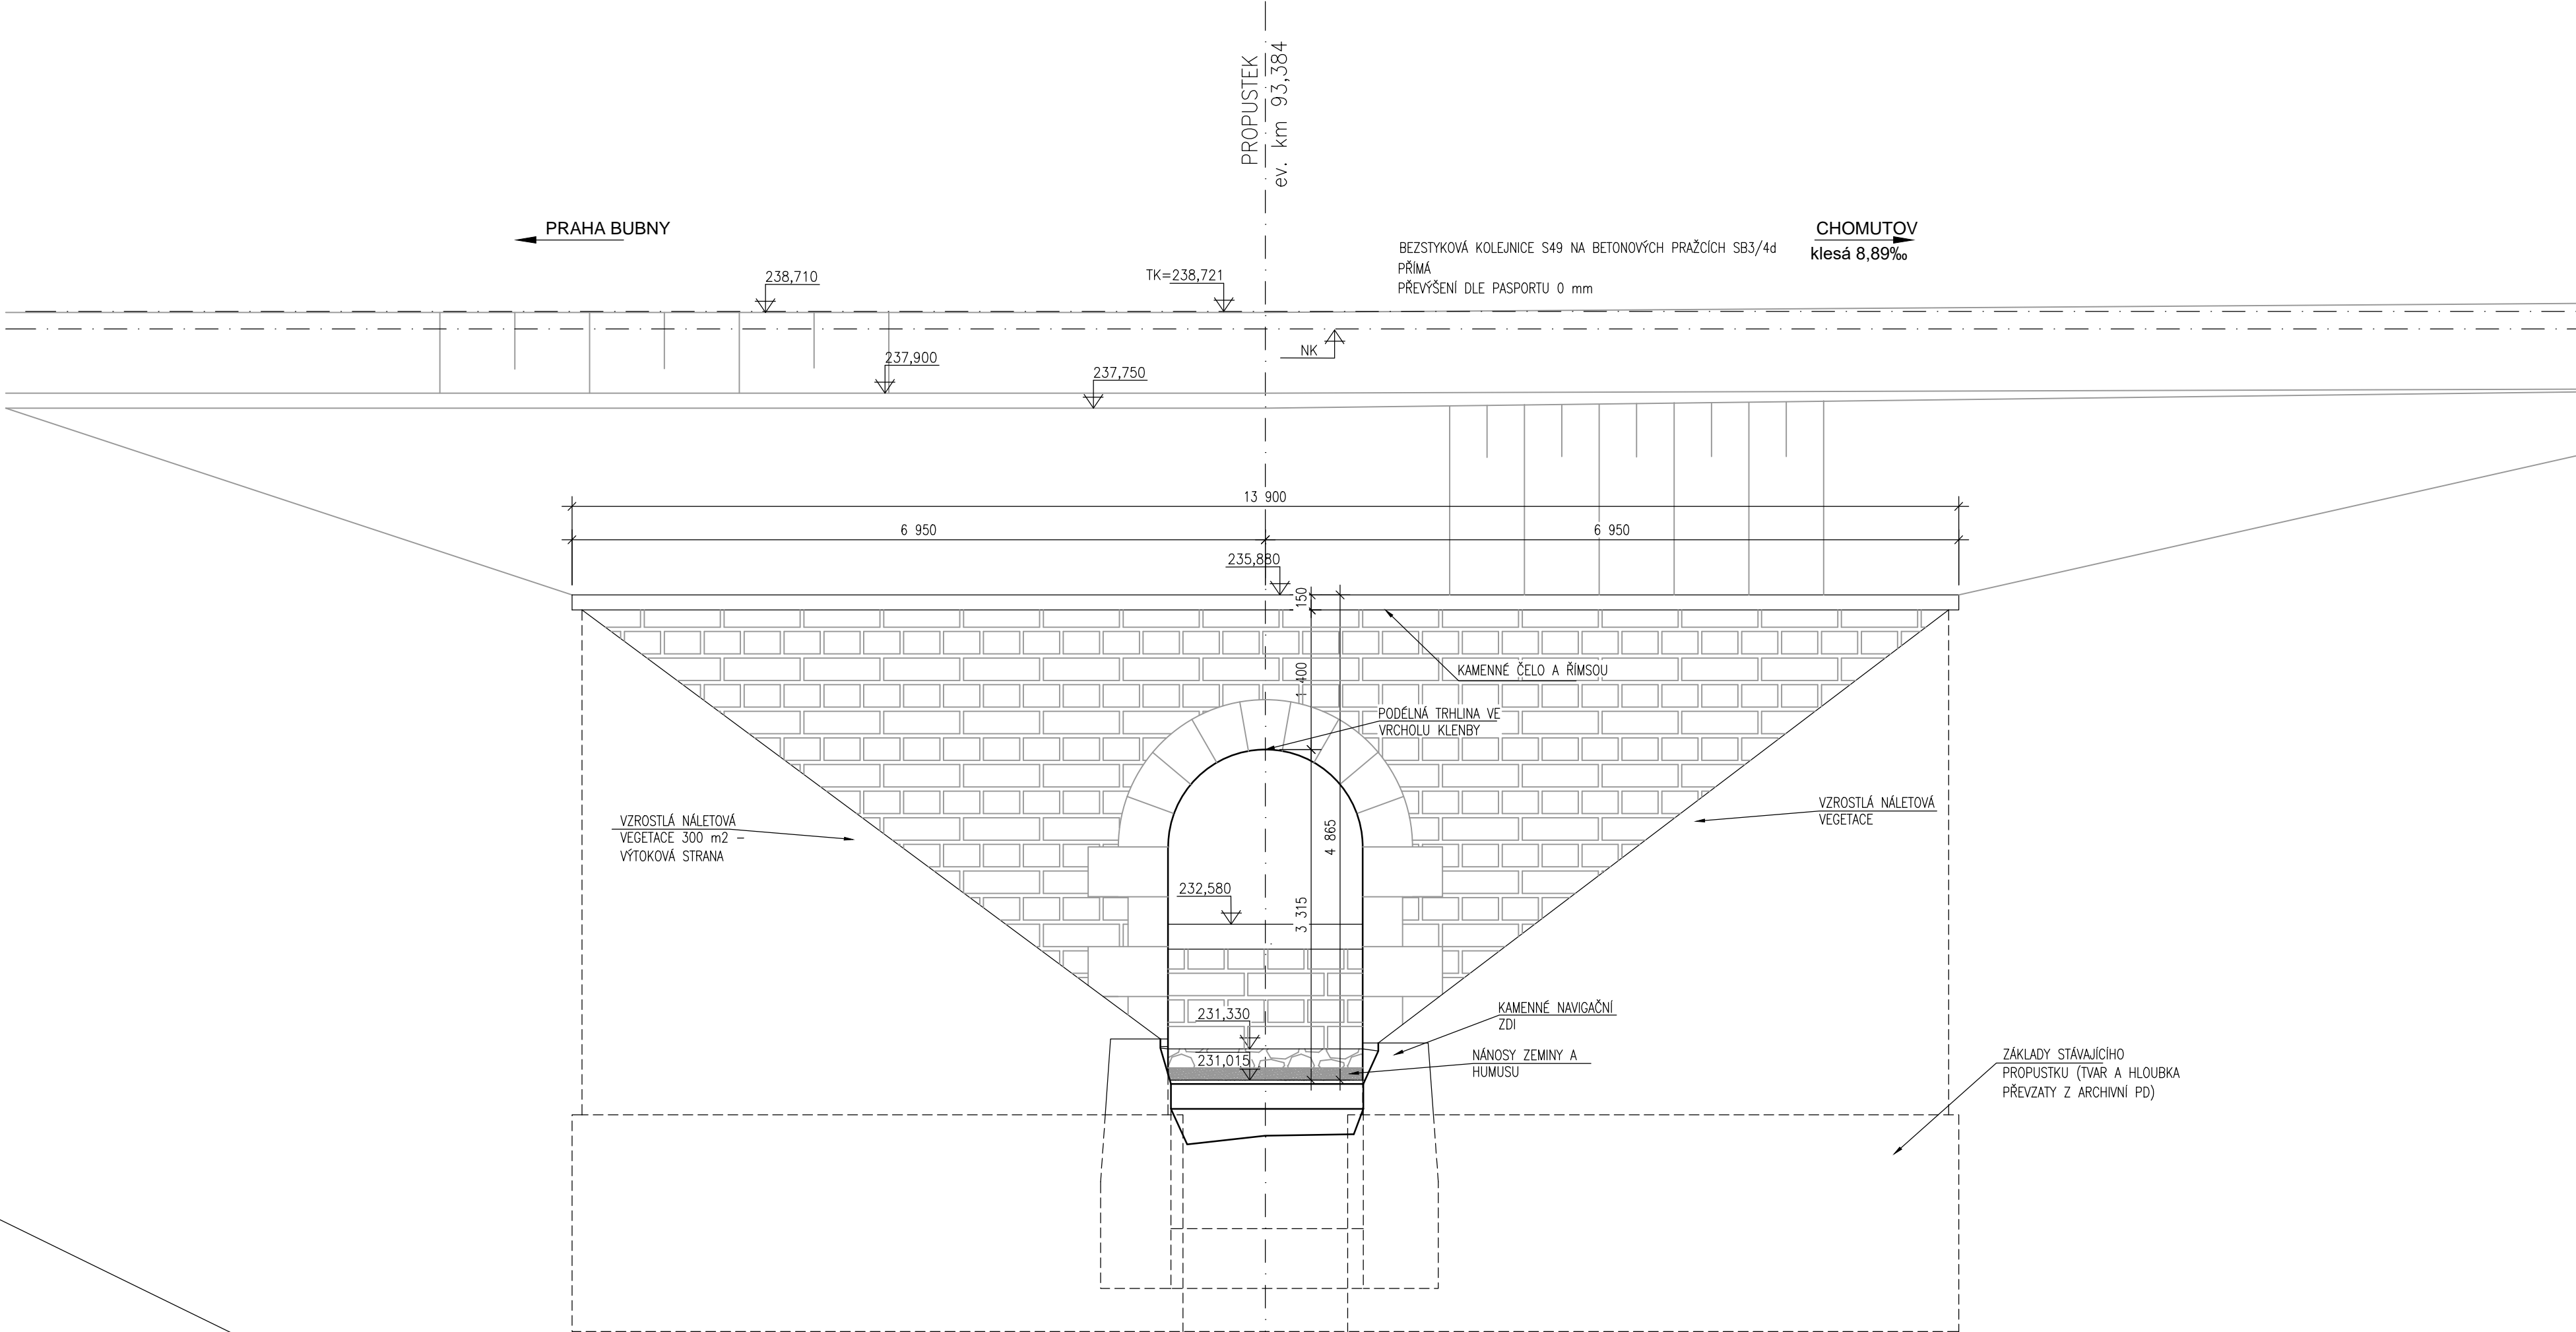 PROPUSTEK
ev. km 93,384
PRAHA BUBNY
CHOMUTOV
klesá 8,89‰
BEZSTYKOVÁ KOLEJNICE S49 NA BETONOVÝCH PRAŽCÍCH SB3/4d
PŘÍMÁ
PŘEVÝŠENÍ DLE PASPORTU 0 mm
238,710
TK=238,721
NK
237,900
237,750
13 900
6 950
6 950
235,880
150
1 400
KAMENNÉ ČELO A ŘÍMSOU
PODÉLNÁ TRHLINA VE
VRCHOLU KLENBY
VZROSTLÁ NÁLETOVÁ
VEGETACE 300 m2 –
VÝTOKOVÁ STRANA
VZROSTLÁ NÁLETOVÁ
VEGETACE
4 865
3 315
232,580
231,330
231,015
KAMENNÉ NAVIGAČNÍ
ZDI
NÁNOSY ZEMINY A
HUMUSU
ZÁKLADY STÁVAJÍCÍHO
PROPUSTKU (TVAR A HLOUBKA
PŘEVZATY Z ARCHIVNÍ PD)